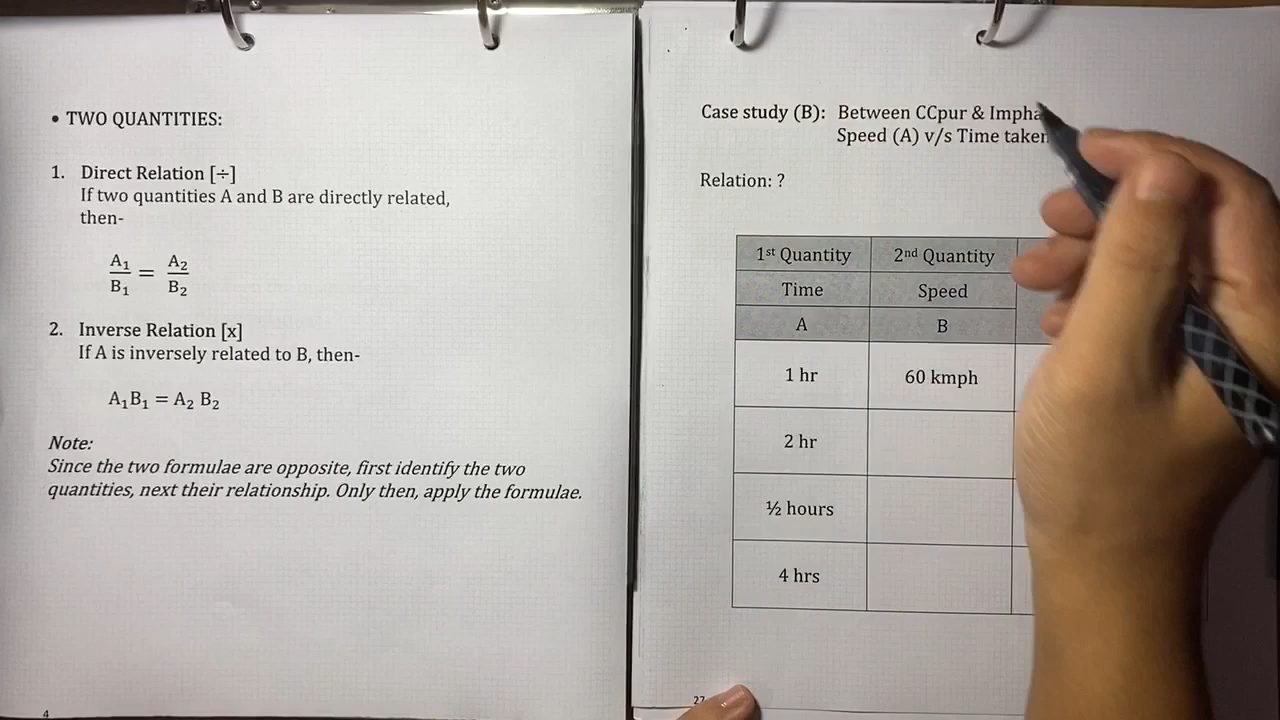 • TWO QUANTITIES:
1. Direct Relation [÷]
If two quantities A and B are directly related,
then-
A₁/B₁ = A₂/B₂
2. Inverse Relation [x]
If A is inversely related to B, then-
A₁B₁ = A₂ B₂
Note:
Since the two formulae are opposite, first identify the two
quantities, next their relationship. Only then, apply the formulae.
4
Case study (B): Between CCpur &
Speed (A) v/s Time taken
Relation: ?
1st Quantity 2nd Quantity
Time Speed
A B
1 hr 60 kmph
2 hr
½ hours
4 hrs
27